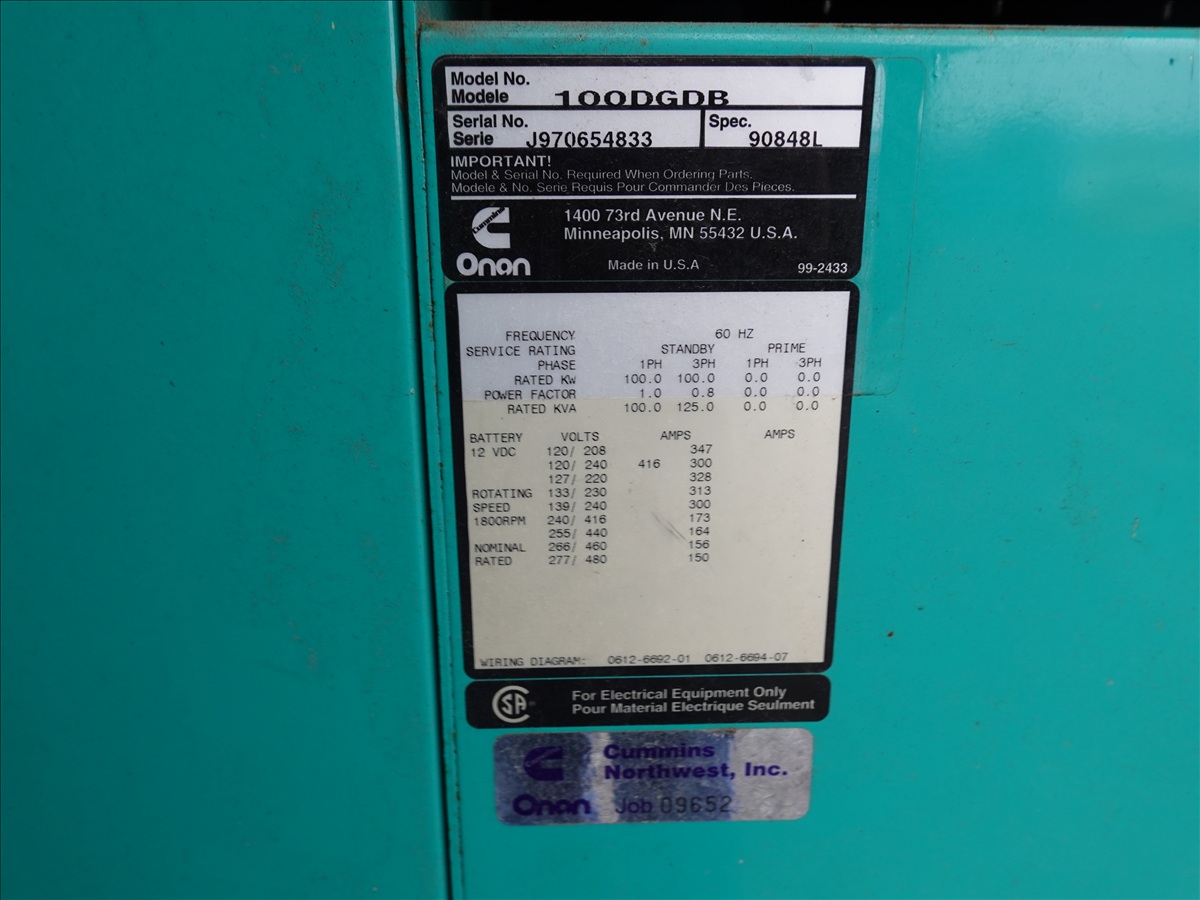 Model No.
Modele 100DGDB
Serial No. Spec.
Serie J970654833 90848L
IMPORTANT!
Model & Serial No. Required When Ordering Parts.
Modele & No. Serie Requis Pour Commander Des Pieces.
Cummins
1400 73rd Avenue N.E.
Minneapolis, MN 55432 U.S.A.
Onan Made in U.S.A 99-2433
FREQUENCY 60 HZ
SERVICE RATING STANDBY PRIME
PHASE 1PH 3PH 1PH 3PH
RATED KW 100.0 100.0 0.0 0.0
POWER FACTOR 1.0 0.8 0.0 0.0
RATED KVA 100.0 125.0 0.0 0.0
BATTERY VOLTS AMPS AMPS
12 VDC 120/ 208 347
120/ 240 416 300
127/ 220 328
ROTATING 133/ 230 313
SPEED 139/ 240 300
1800RPM 240/ 416 173
255/ 440 164
NOMINAL 266/ 460 156
RATED 277/ 480 150
WIRING DIAGRAM: 0612-6692-01 0612-6694-07
SA
For Electrical Equipment Only
Pour Material Electrique Seulment
Cummins
Northwest, Inc.
Onan Job 09652